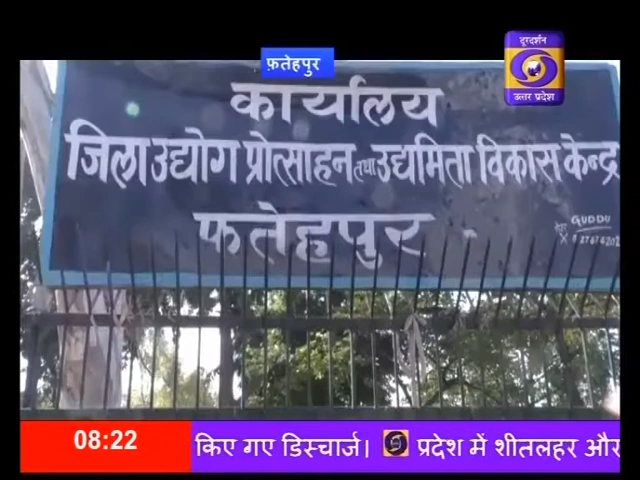 फ़तेहपुर
दूरदर्शन
उत्तर प्रदेश
कार्यालय
जिला उद्योग प्रोत्साहन तथा उद्यमिता विकास केन्द्र
फतेहपुर
GUDDU
08:22
किए गए डिस्चार्ज। प्रदेश में शीतलहर और